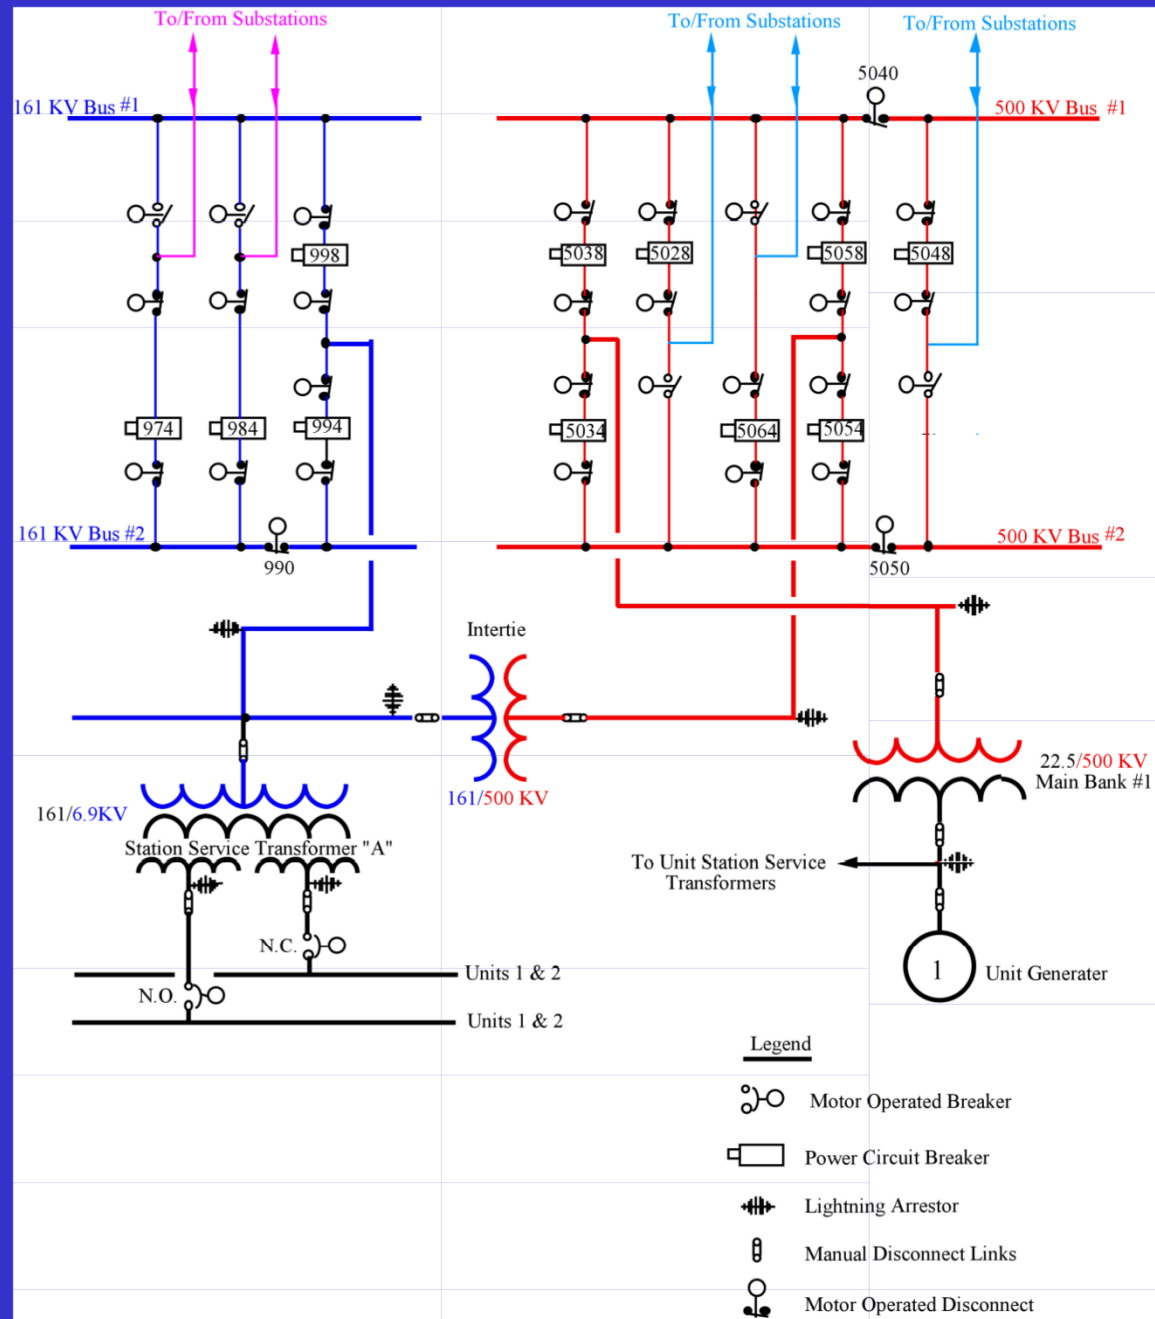 To/From Substations
To/From Substations
To/From Substations
5040
161 KV Bus #1
500 KV Bus #1
998
5038
5028
5058
5048
974
984
994
5034
5064
5054
161 KV Bus #2
990
500 KV Bus #2
5050
Intertie
22.5/500 KV
Main Bank #1
161/500 KV
161/6.9KV
Station Service Transformer "A"
To Unit Station Service
Transformers
N.C.
1
Unit Generater
Units 1 & 2
N.O.
Units 1 & 2
Legend
Motor Operated Breaker
Power Circuit Breaker
Lightning Arrestor
Manual Disconnect Links
Motor Operated Disconnect